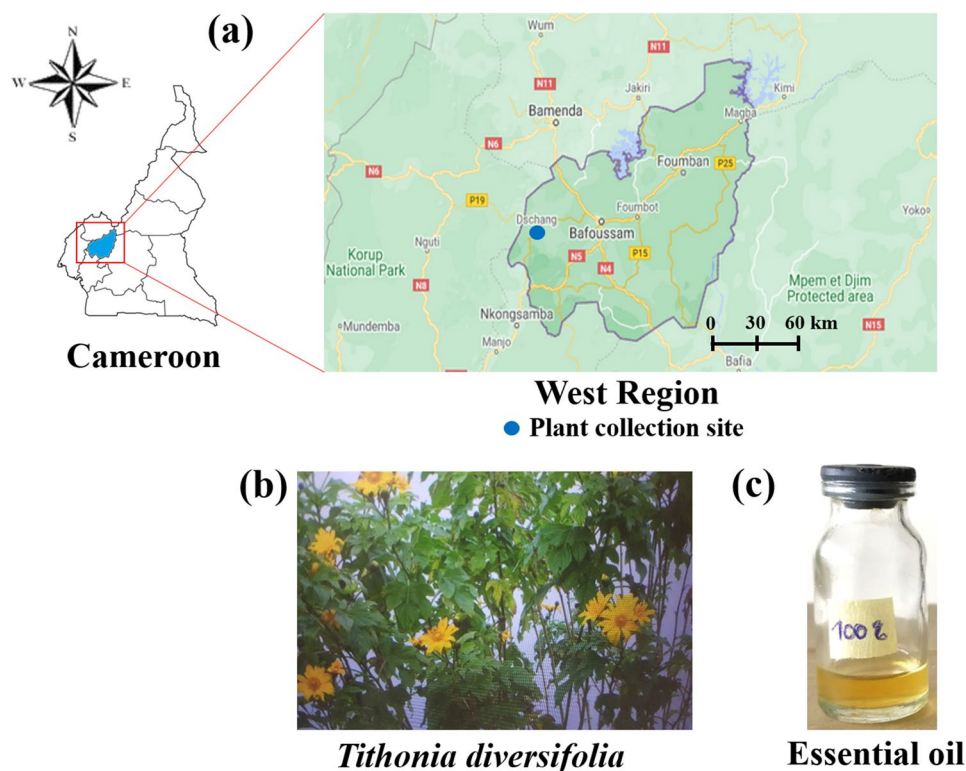 (a)
N
W E
S
Cameroon
Wum
N11
N11
Jakiri
Kimi
Bamenda
Magba
N6
N6
Foumban
P25
P19
Dschang
Foumbot
Yoko
Bafoussam
Nguti
Korup
National Park
N5
P15
N4
N8
Mpem et Djim
Protected area
Nkongsamba
0 30 60 km
N15
Mundemba
Manjo
Bafia
West Region
Plant collection site
(b)
Tithonia diversifolia
(c)
100%
Essential oil